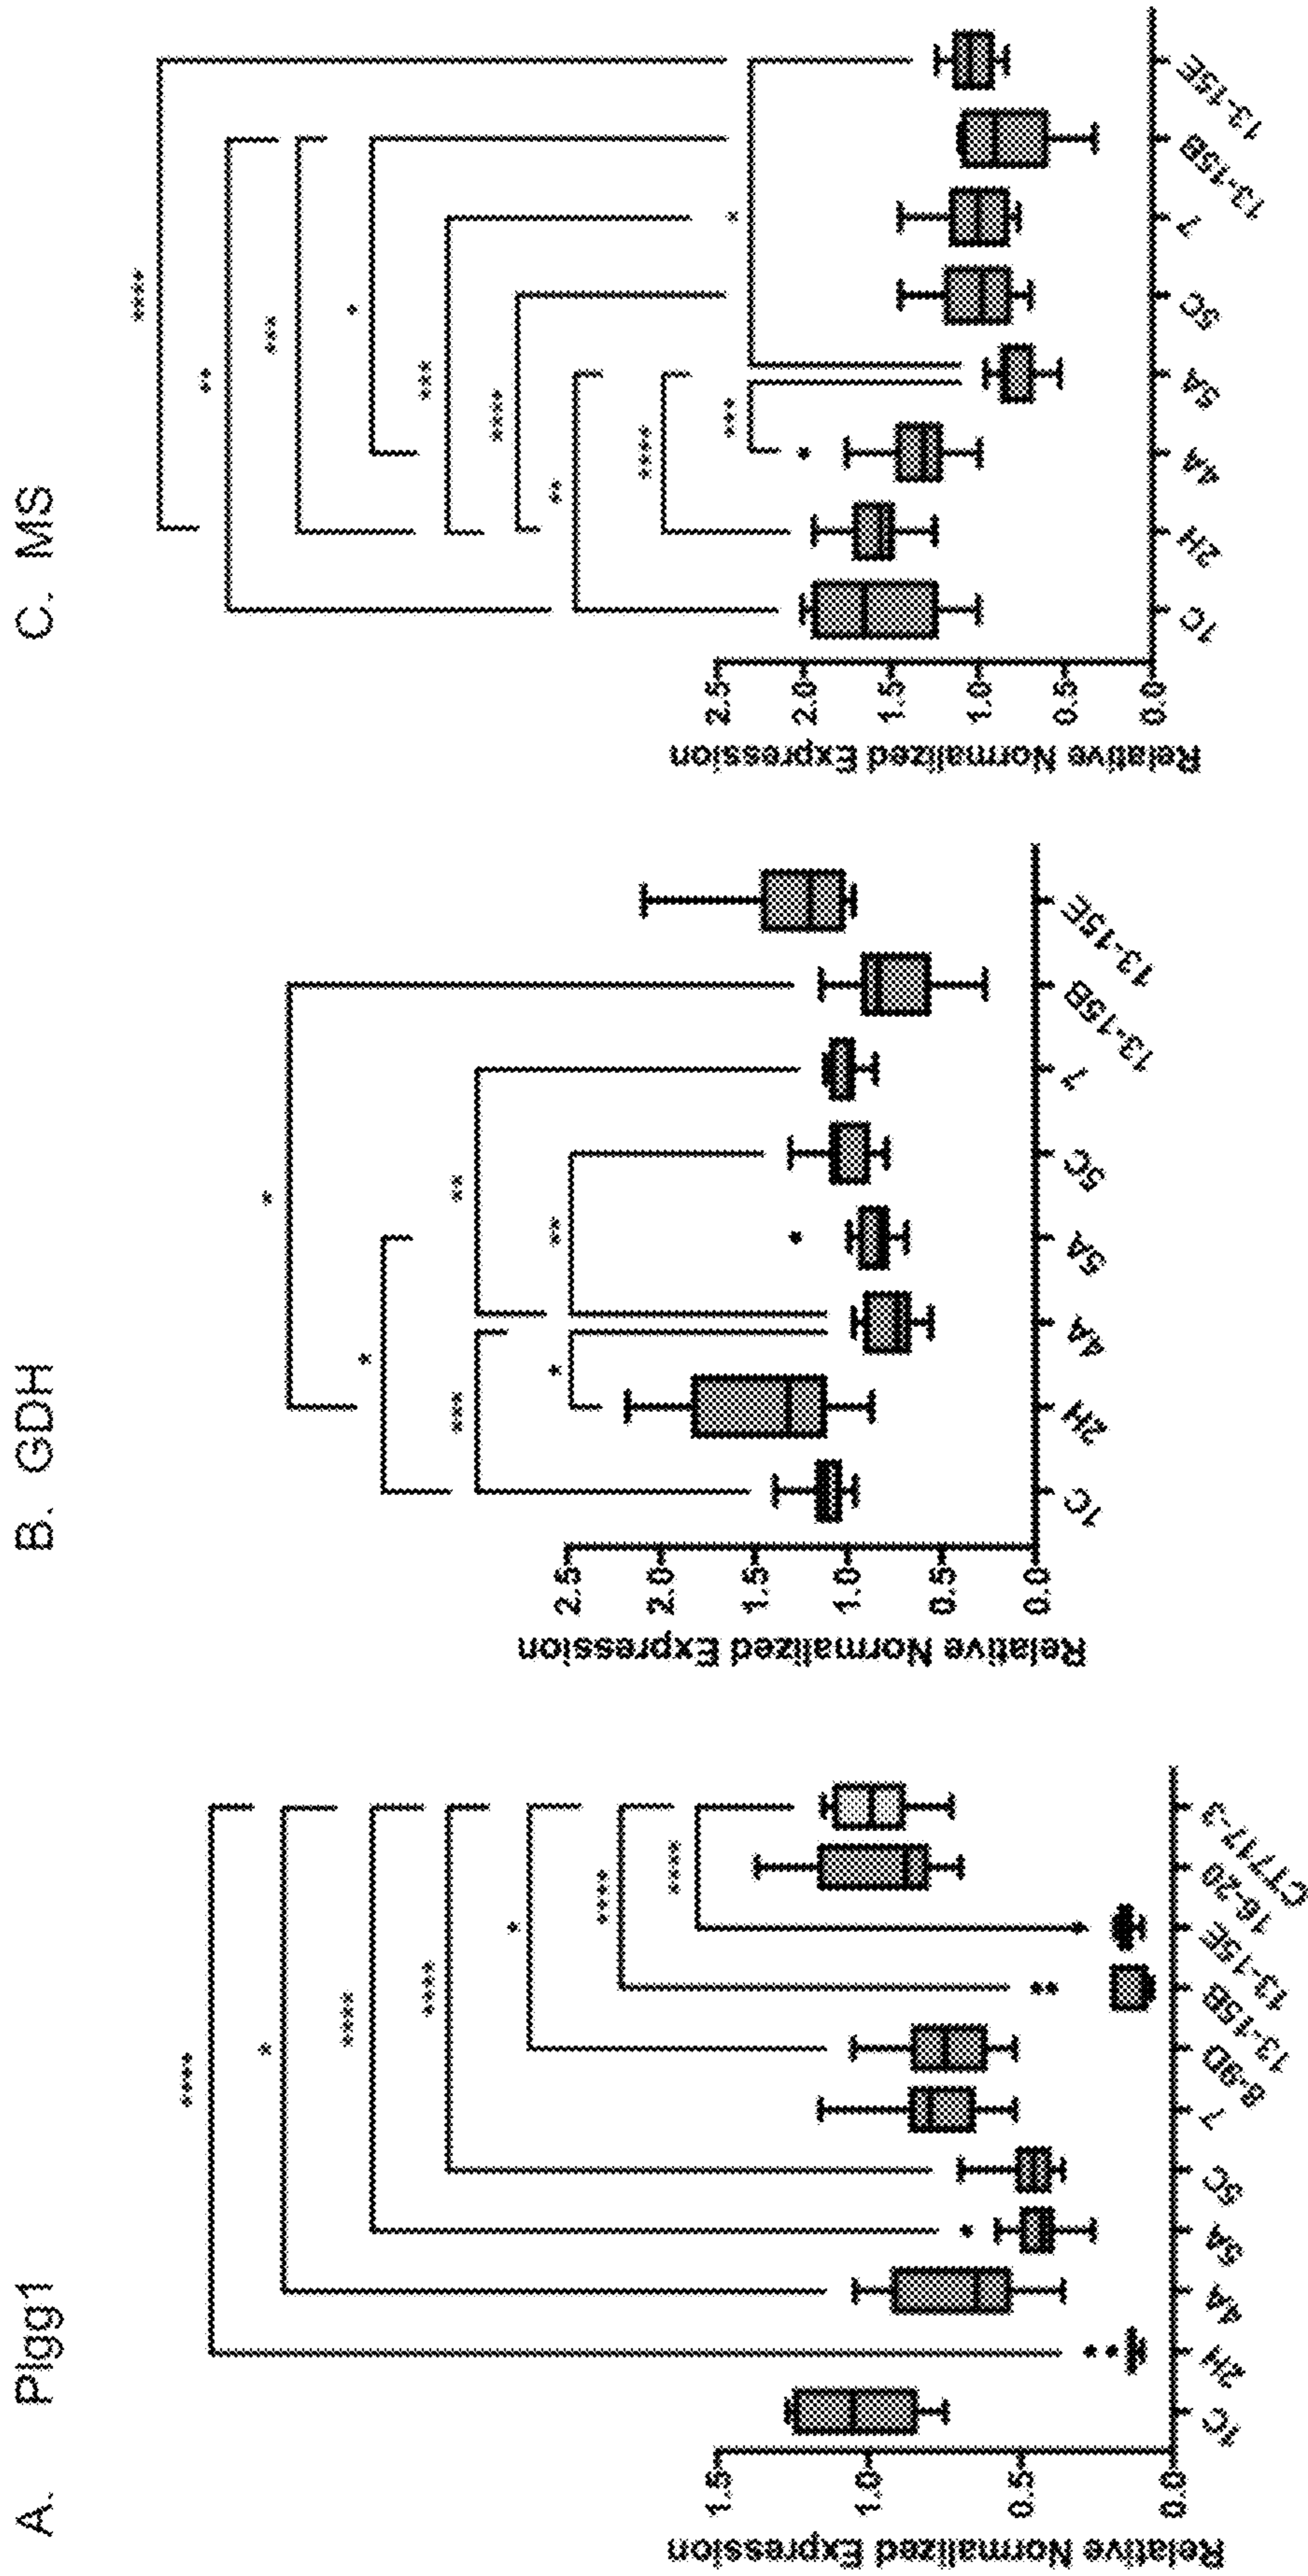 A. Plgg1
Relative Normalized Expression
1.5
1.0
0.5
0.0
****
*
****
****
*
****
****
1C
2H
4A
5A
5C
7
8-9D
13-15B
13-15E
16-20
CT717-3
B. GDH
Relative Normalized Expression
2.5
2.0
1.5
1.0
0.5
0.0
*
*
***
**
*
**
1C
2H
4A
5A
5C
7
13-15B
13-15E
C. MS
Relative Normalized Expression
2.5
2.0
1.5
1.0
0.5
0.0
****
**
***
*
***
****
**
****
***
*
1C
2H
4A
5A
5C
7
13-15B
13-15E